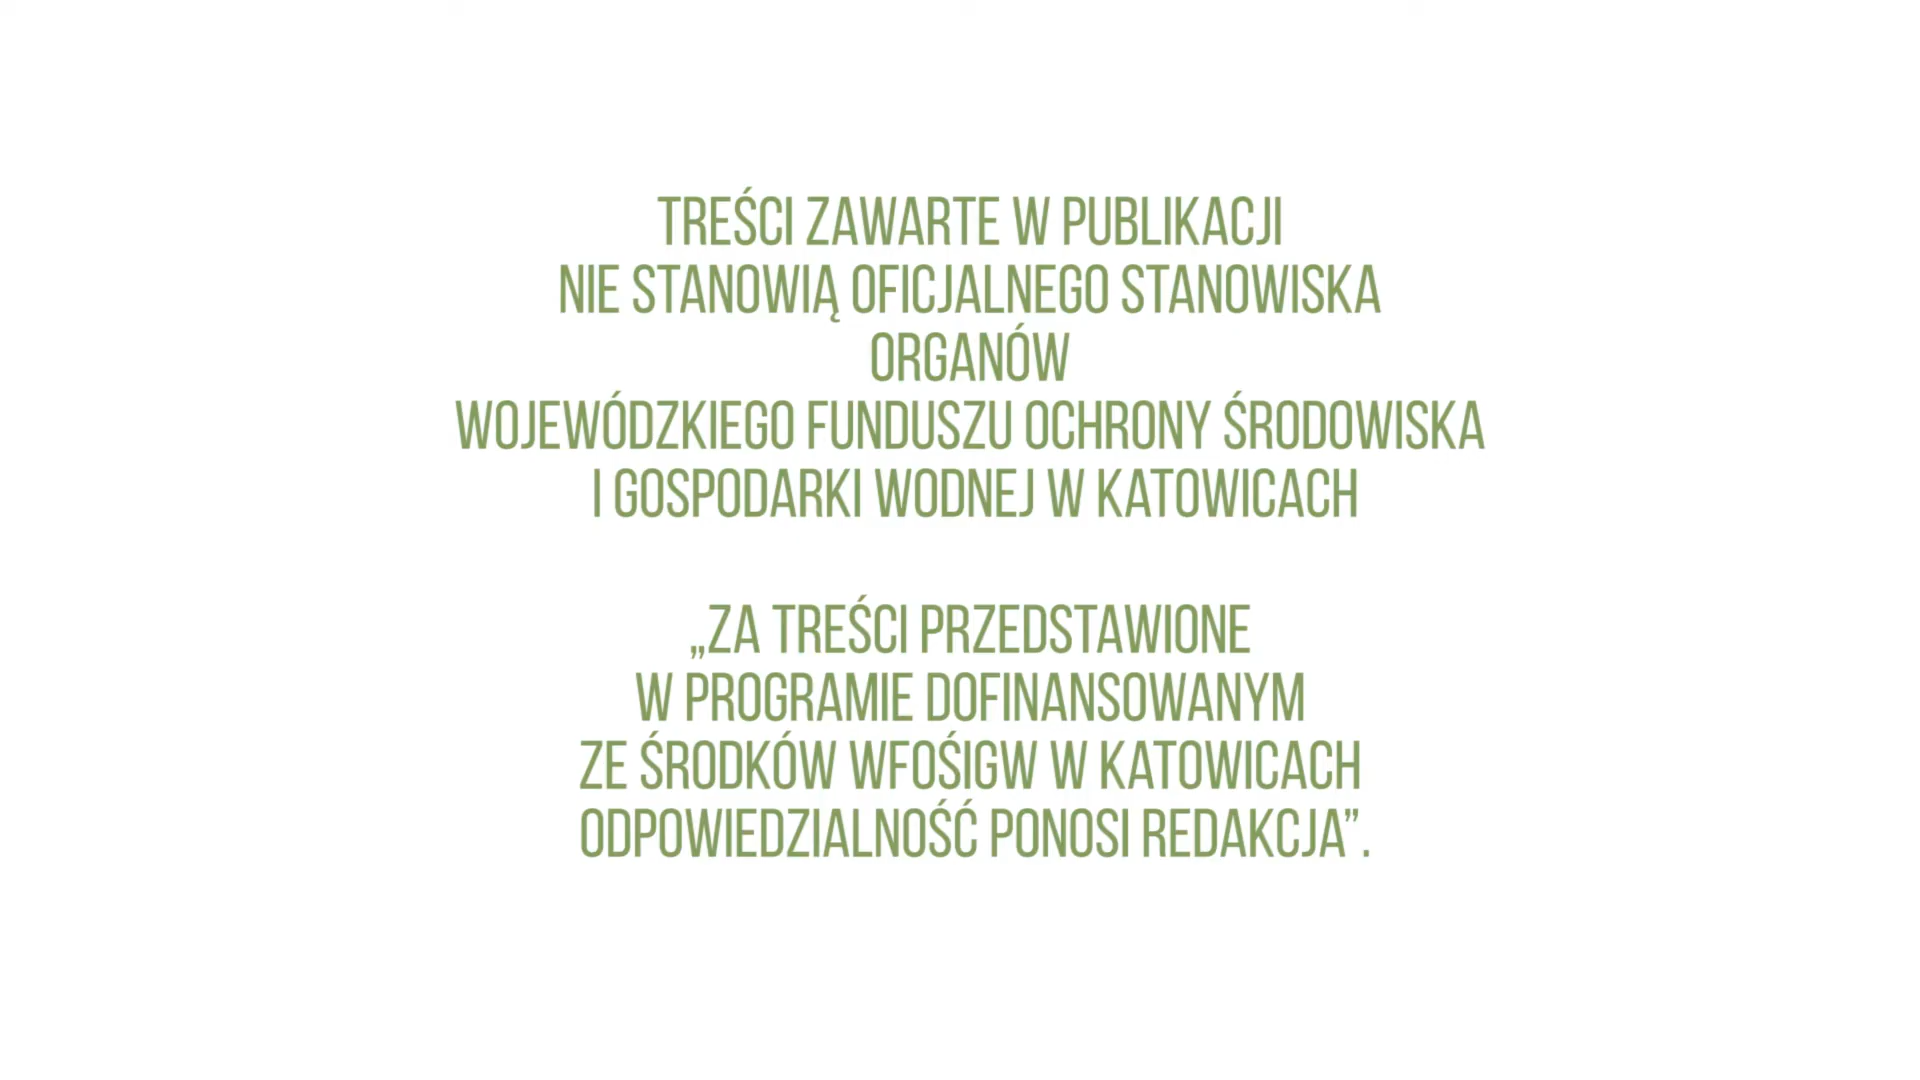 TREŚCI ZAWARTE W PUBLIKACJI
NIE STANOWIĄ OFICJALNEGO STANOWISKA
ORGANÓW
WOJEWÓDZKIEGO FUNDUSZU OCHRONY ŚRODOWISKA
I GOSPODARKI WODNEJ W KATOWICACH
„ZA TREŚCI PRZEDSTAWIONE
W PROGRAMIE DOFINANSOWANYM
ZE ŚRODKÓW WFOŚIGW W KATOWICACH
ODPOWIEDZIALNOŚĆ PONOSI REDAKCJA”.